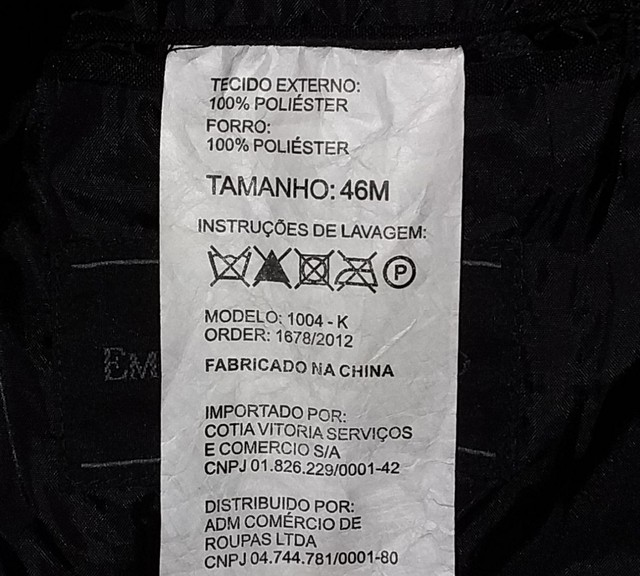 TECIDO EXTERNO:
100% POLIÉSTER
FORRO:
100% POLIÉSTER
TAMANHO: 46M
INSTRUÇÕES DE LAVAGEM:
P
MODELO: 1004 - K
ORDER: 1678/2012
FABRICADO NA CHINA
IMPORTADO POR:
COTIA VITORIA SERVIÇOS
E COMERCIO S/A
CNPJ 01.826.229/0001-42
DISTRIBUIDO POR:
ADM COMÉRCIO DE
ROUPAS LTDA
CNPJ 04.744.781/0001-80